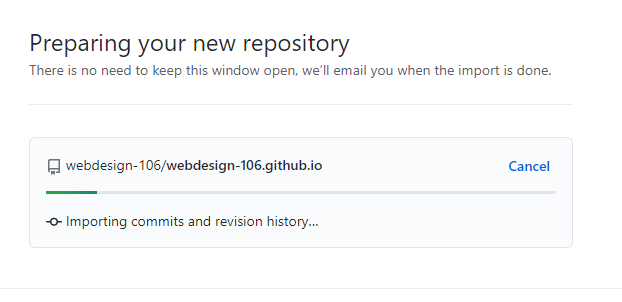 Preparing your new repository
There is no need to keep this window open, we'll email you when the import is done.
webdesign-106/webdesign-106.github.io Cancel
Importing commits and revision history...